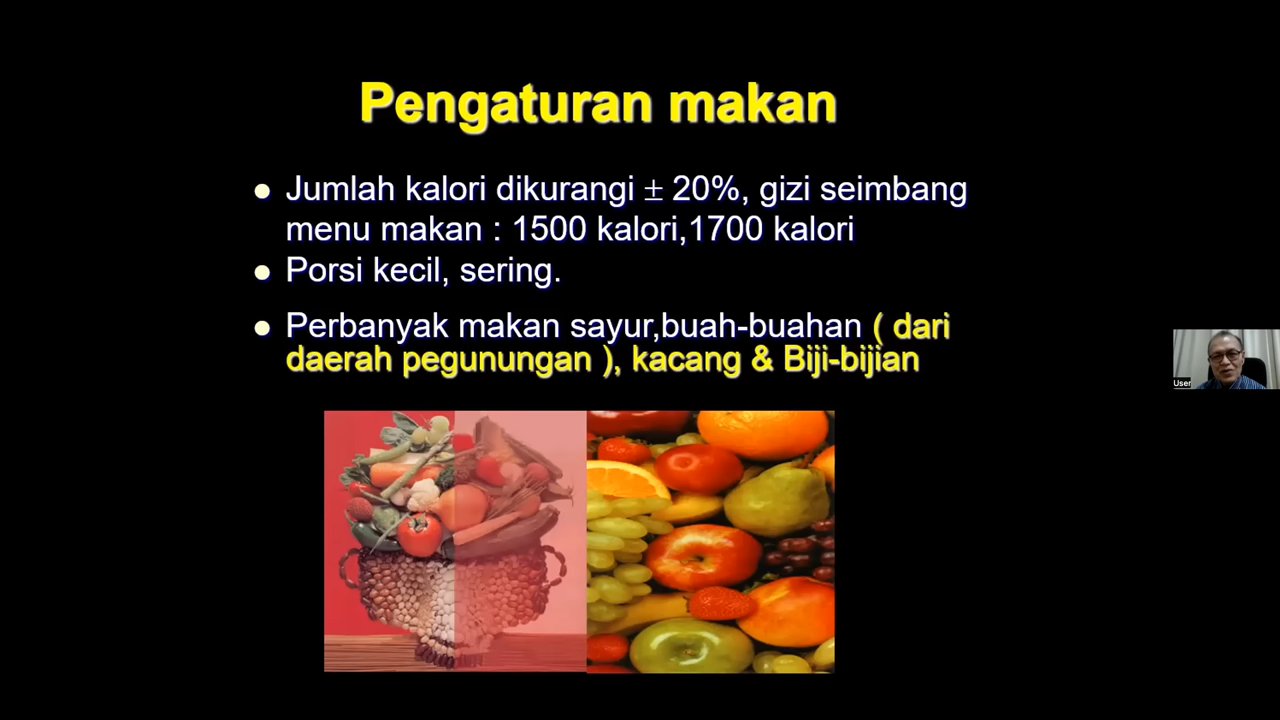 Pengaturan makan
● Jumlah kalori dikurangi ± 20%, gizi seimbang
menu makan : 1500 kalori,1700 kalori
● Porsi kecil, sering.
● Perbanyak makan sayur,buah-buahan ( dari
daerah pegunungan ), kacang & Biji-bijian
User